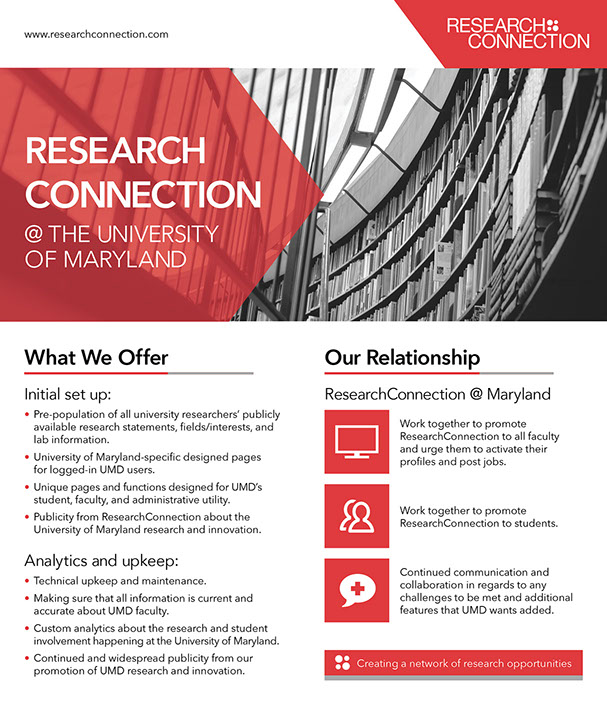 www.researchconnection.com
RESEARCH
CONNECTION
RESEARCH
CONNECTION
@ THE UNIVERSITY
OF MARYLAND
What We Offer
Initial set up:
• Pre-population of all university researchers' publicly
available research statements, fields/interests, and
lab information.
• University of Maryland-specific designed pages
for logged-in UMD users.
• Unique pages and functions designed for UMD's
student, faculty, and administrative utility.
• Publicity from ResearchConnection about the
University of Maryland research and innovation.
Analytics and upkeep:
• Technical upkeep and maintenance.
• Making sure that all information is current and
accurate about UMD faculty.
• Custom analytics about the research and student
involvement happening at the University of Maryland.
• Continued and widespread publicity from our
promotion of UMD research and innovation.
Our Relationship
ResearchConnection @ Maryland
Work together to promote
ResearchConnection to all faculty
and urge them to activate their
profiles and post jobs.
Work together to promote
ResearchConnection to students.
Continued communication and
collaboration in regards to any
challenges to be met and additional
features that UMD wants added.
Creating a network of research opportunities